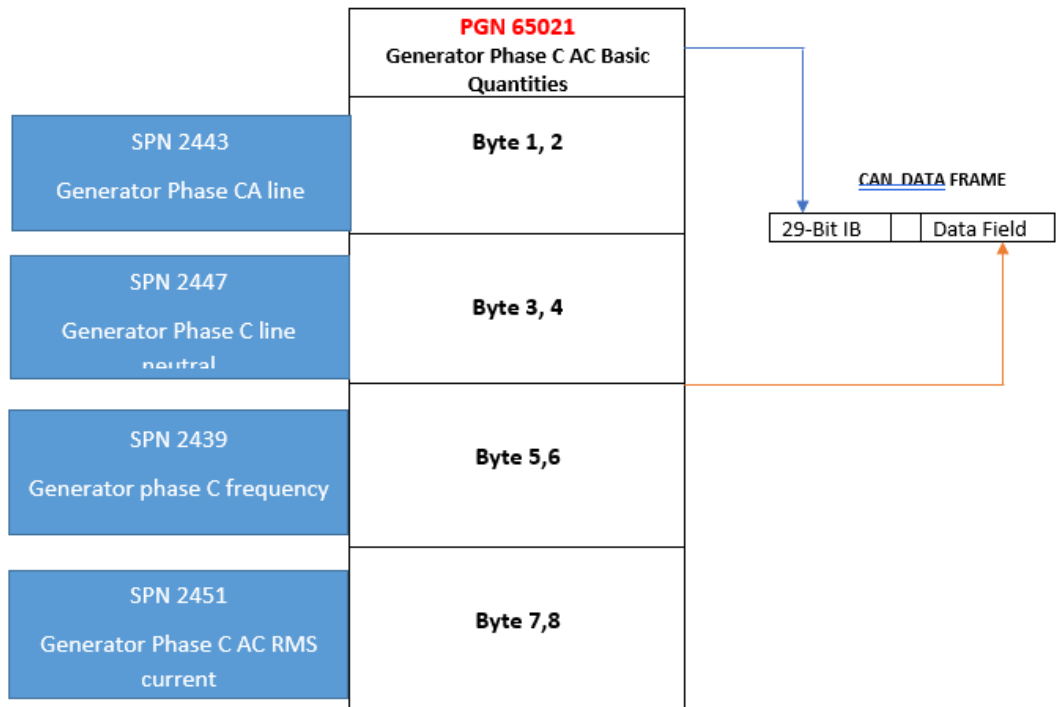 PGN 65021
Generator Phase C AC Basic
Quantities
SPN 2443
Generator Phase CA line
Byte 1, 2
CAN DATA FRAME
29-Bit IB
Data Field
SPN 2447
Generator Phase C line
neutral
Byte 3, 4
SPN 2439
Generator phase C frequency
Byte 5,6
SPN 2451
Generator Phase C AC RMS
current
Byte 7,8